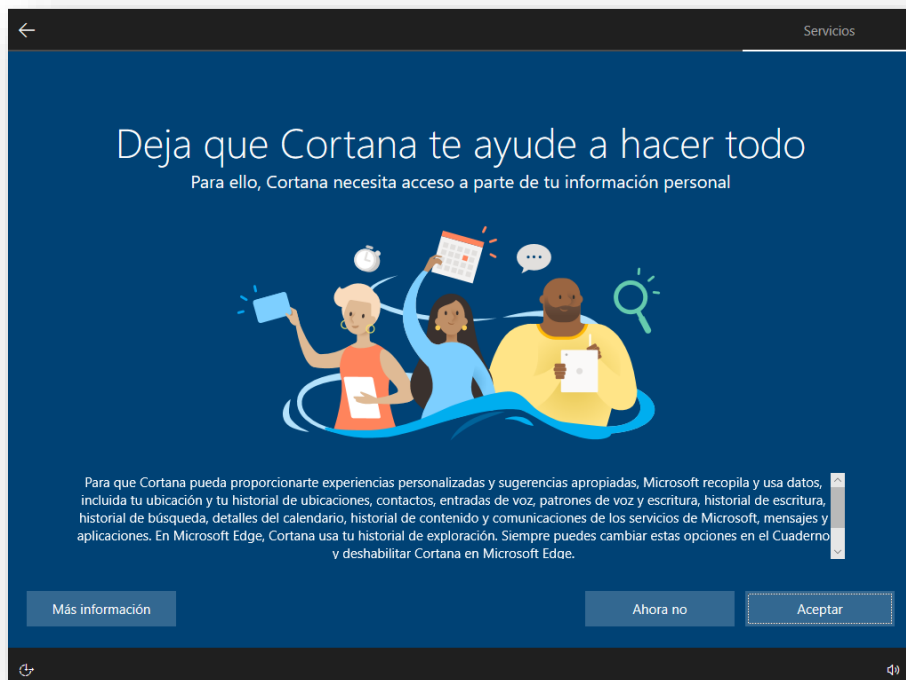 Servicios
Deja que Cortana te ayude a hacer todo
Para ello, Cortana necesita acceso a parte de tu información personal
Para que Cortana pueda proporcionarte experiencias personalizadas y sugerencias apropiadas, Microsoft recopila y usa datos,
incluida tu ubicación y tu historial de ubicaciones, contactos, entradas de voz, patrones de voz y escritura, historial de escritura,
historial de búsqueda, detalles del calendario, historial de contenido y comunicaciones de los servicios de Microsoft, mensajes y
aplicaciones. En Microsoft Edge, Cortana usa tu historial de exploración. Siempre puedes cambiar estas opciones en el Cuaderno
y deshabilitar Cortana en Microsoft Edge.
Más información
Ahora no
Aceptar